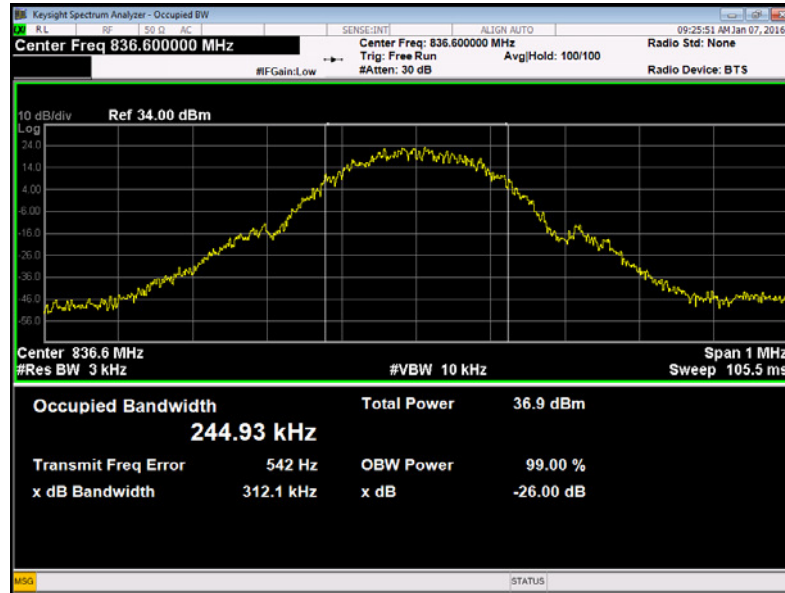 Keysight Spectrum Analyzer - Occupied BW
RL RF 50 Ω AC SENSE:INT ALIGN AUTO 09:25:51 AM Jan 07, 2016
Center Freq 836.600000 MHz Center Freq: 836.600000 MHz Radio Std: None
Trig: Free Run Avg|Hold: 100/100
#IFGain:Low #Atten: 30 dB Radio Device: BTS
10 dB/div Ref 34.00 dBm
Log
24.0
14.0
4.00
-6.00
-16.0
-26.0
-36.0
-46.0
-56.0
Center 836.6 MHz Span 1 MHz
#Res BW 3 kHz #VBW 10 kHz Sweep 105.5 ms
Occupied Bandwidth Total Power 36.9 dBm
244.93 kHz
Transmit Freq Error 542 Hz OBW Power 99.00 %
x dB Bandwidth 312.1 kHz x dB -26.00 dB
MSG STATUS